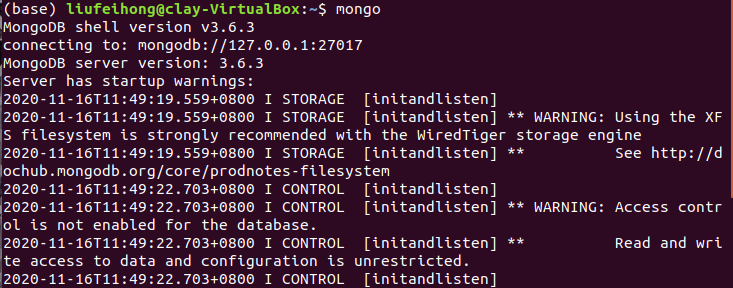 (base) liufeihong@clay-VirtualBox:~$ mongo
MongoDB shell version v3.6.3
connecting to: mongodb://127.0.0.1:27017
MongoDB server version: 3.6.3
Server has startup warnings:
2020-11-16T11:49:19.559+0800 I STORAGE  [initandlisten]
2020-11-16T11:49:19.559+0800 I STORAGE  [initandlisten] ** WARNING: Using the XF
S filesystem is strongly recommended with the WiredTiger storage engine
2020-11-16T11:49:19.559+0800 I STORAGE  [initandlisten] **          See http://d
ochub.mongodb.org/core/prodnotes-filesystem
2020-11-16T11:49:22.703+0800 I CONTROL  [initandlisten]
2020-11-16T11:49:22.703+0800 I CONTROL  [initandlisten] ** WARNING: Access contr
ol is not enabled for the database.
2020-11-16T11:49:22.703+0800 I CONTROL  [initandlisten] **          Read and wri
te access to data and configuration is unrestricted.
2020-11-16T11:49:22.703+0800 I CONTROL  [initandlisten]